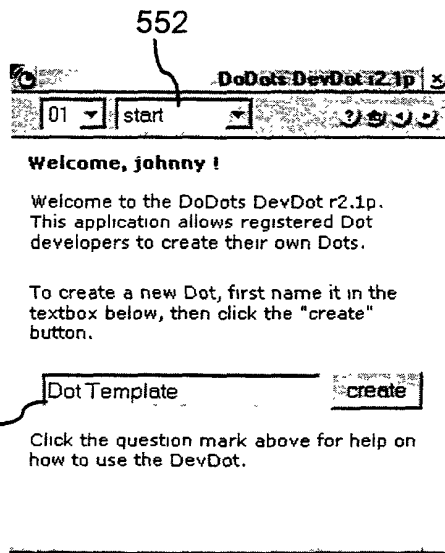 552
DoDots DevDot r2.1p x
01 start ?
Welcome, johnny !
Welcome to the DoDots DevDot r2.1p.
This application allows registered Dot
developers to create their own Dots.
To create a new Dot, first name it in the
textbox below, then click the "create"
button.
Dot Template create
Click the question mark above for help on
how to use the DevDot.